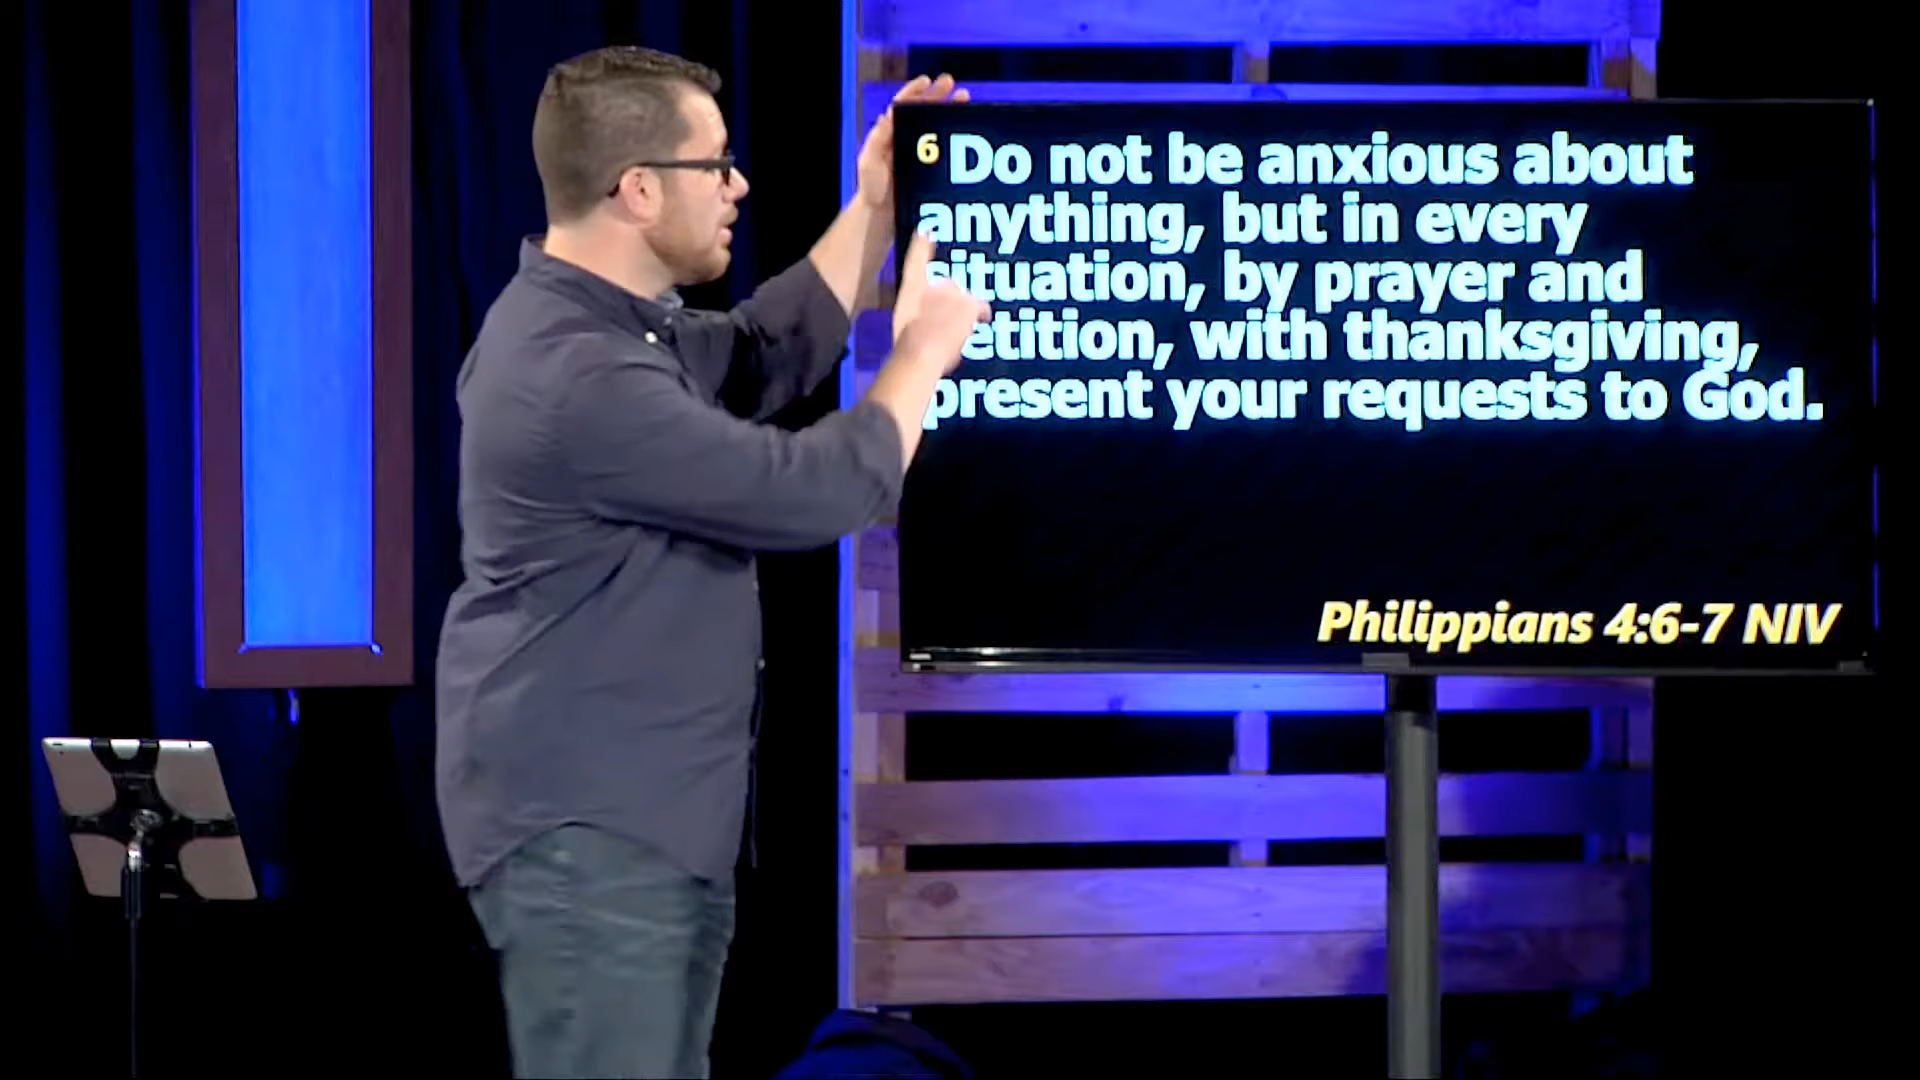 6 Do not be anxious about
anything, but in every
situation, by prayer and
etition, with thanksgiving,
present your requests to God.
Philippians 4:6-7 NIV